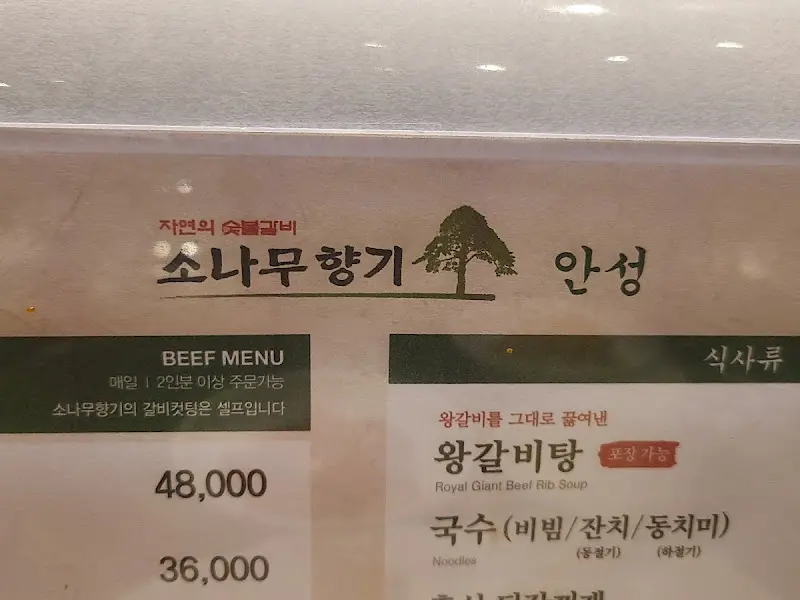 자연의 숯불갈비
소나무향기 안성
BEEF MENU
매일 | 2인분 이상 주문가능
소나무향기의 갈비컷팅은 셀프입니다
48,000
36,000
식사류
왕갈비를 그대로 끓여낸
왕갈비탕 포장 가능
Royal Giant Beef Rib Soup
국수 (비빔/잔치/동치미)
(동절기) (하절기)
Noodles